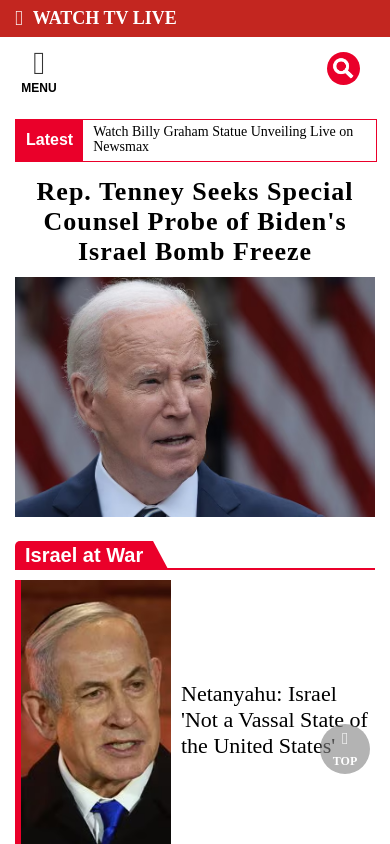 WATCH TV LIVE
MENU
Latest
Watch Billy Graham Statue Unveiling Live on
Newsmax
Rep. Tenney Seeks Special
Counsel Probe of Biden's
Israel Bomb Freeze
Israel at War
Netanyahu: Israel
'Not a Vassal State of
the United States'
TOP